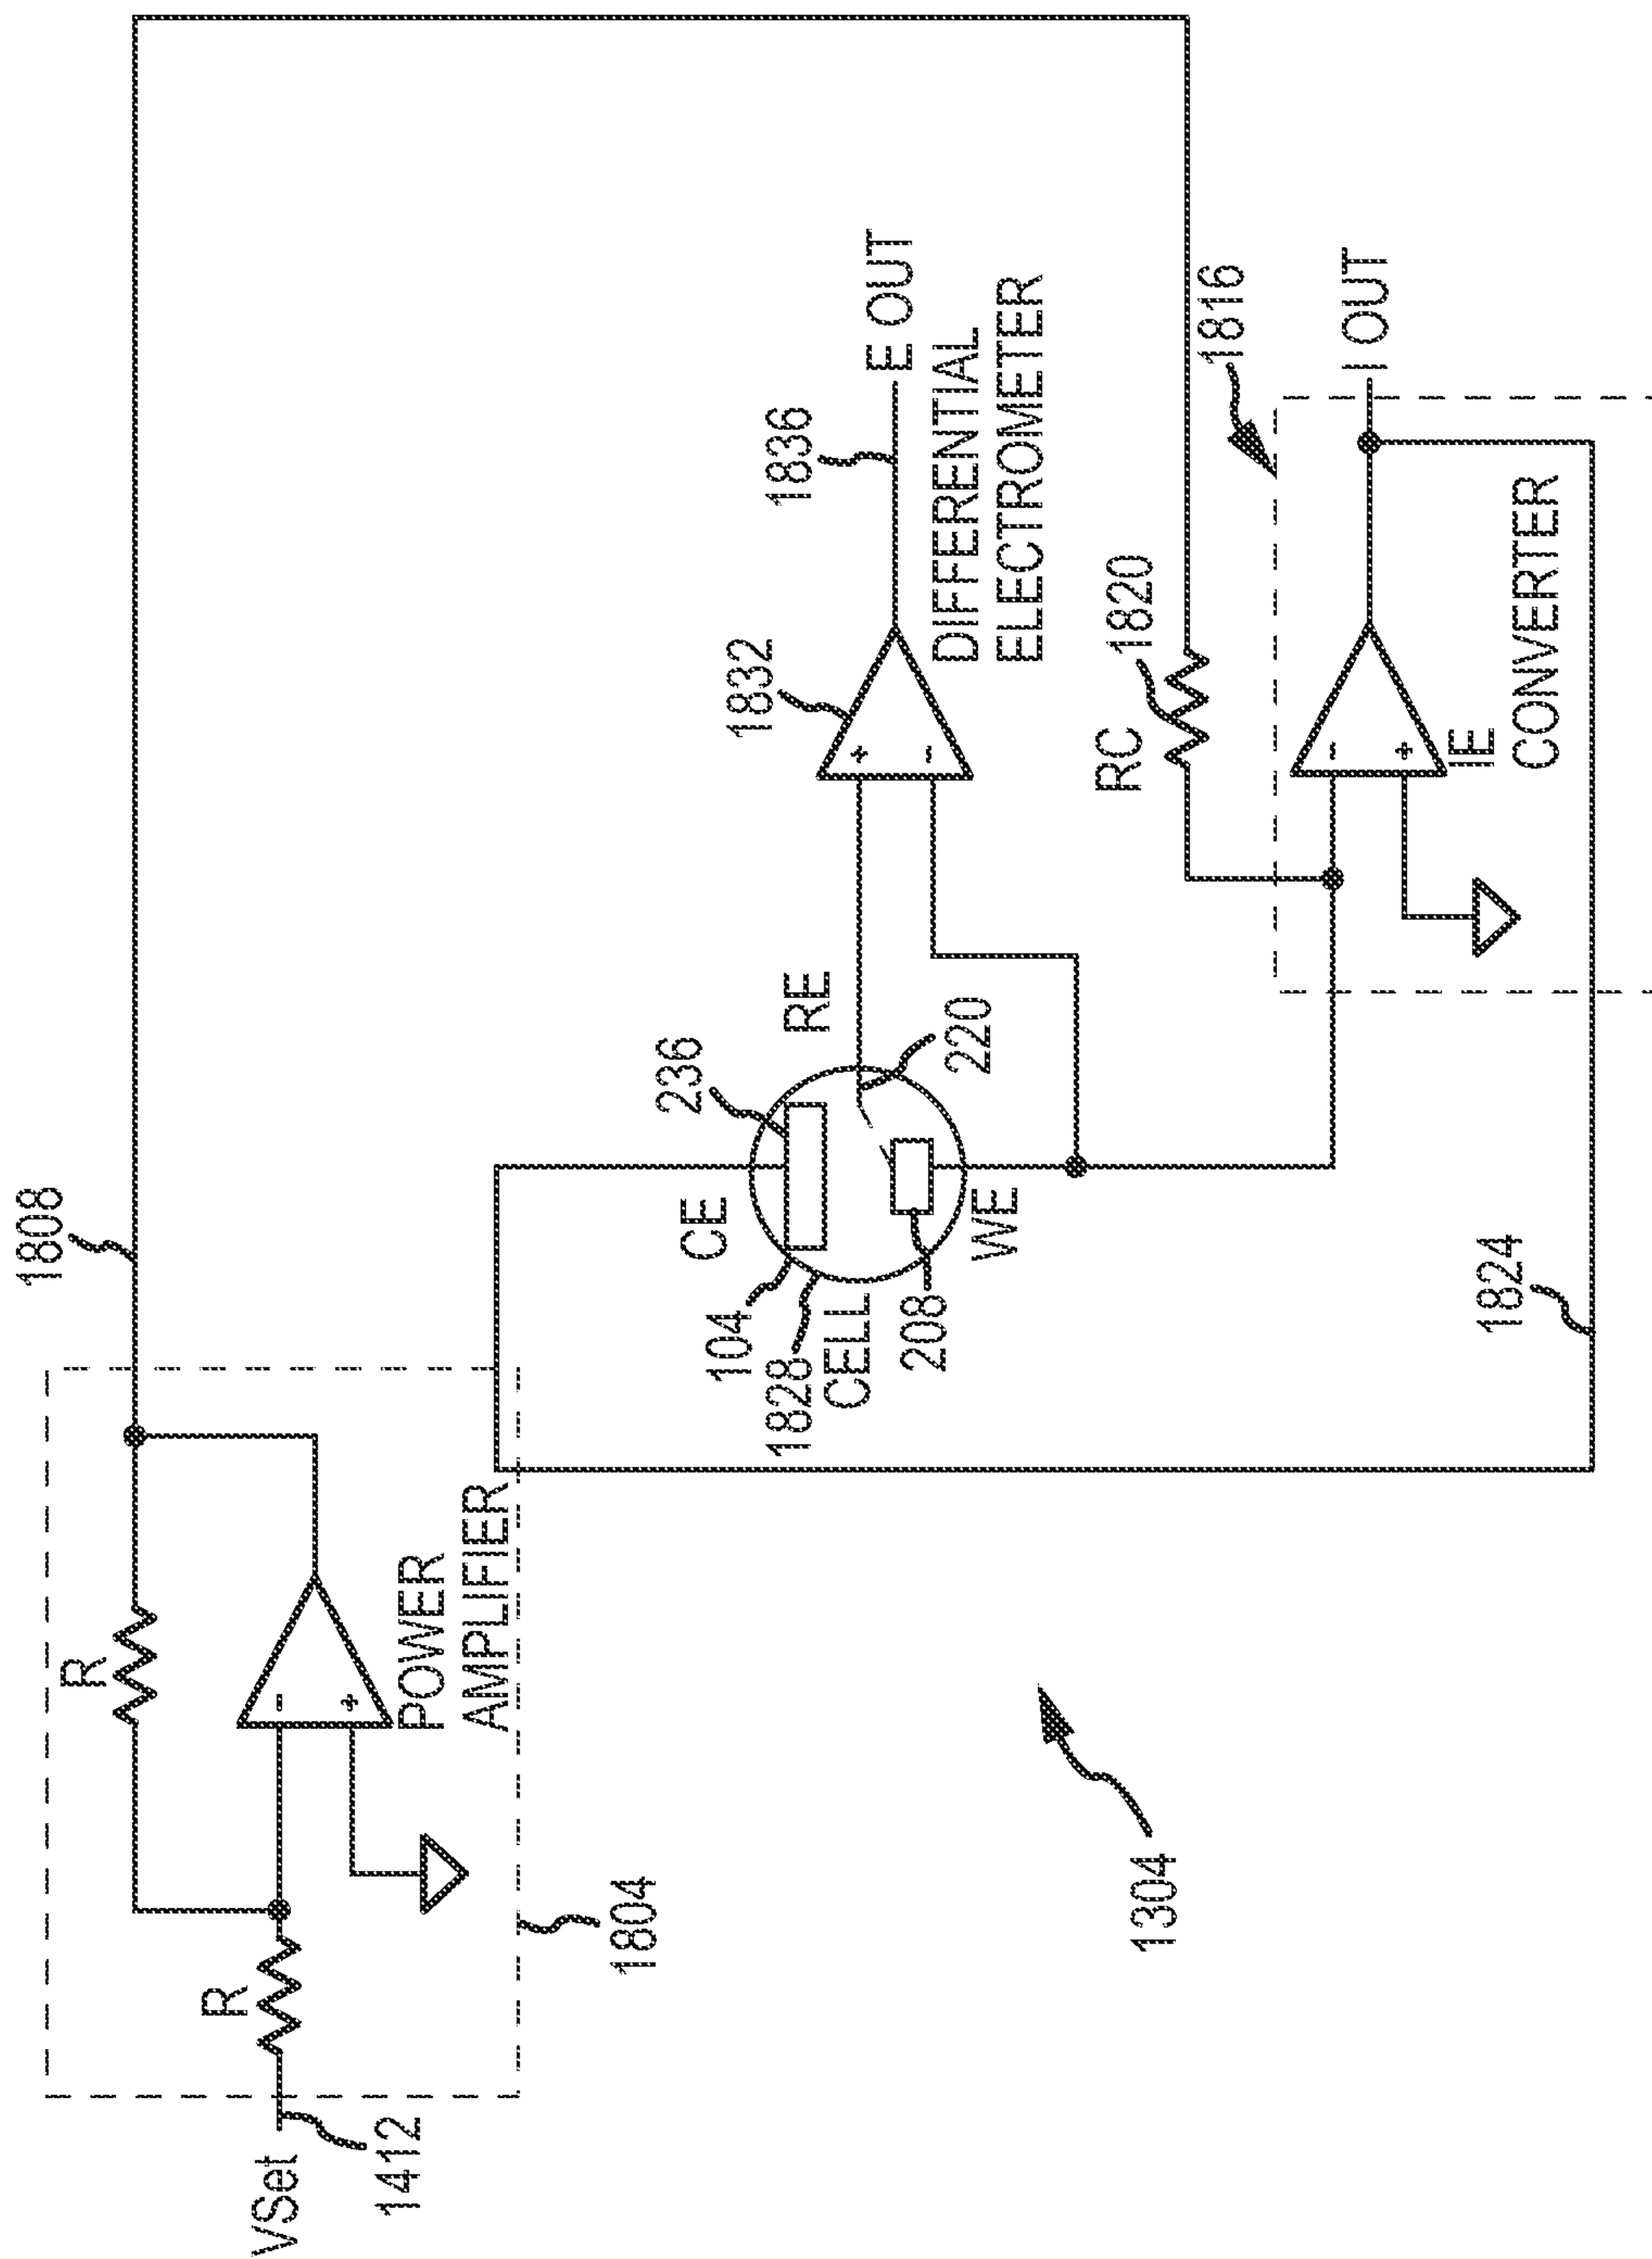 VSet
1412
R
R
POWER
AMPLIFIER
1804
1808
1304
CE
236
RE
104
1828
CELL
208
WE
220
1832
1836
E OUT
DIFFERENTIAL
ELECTROMETER
+
-
RC
1820
1816
I OUT
IE
CONVERTER
-
+
1824
-
+